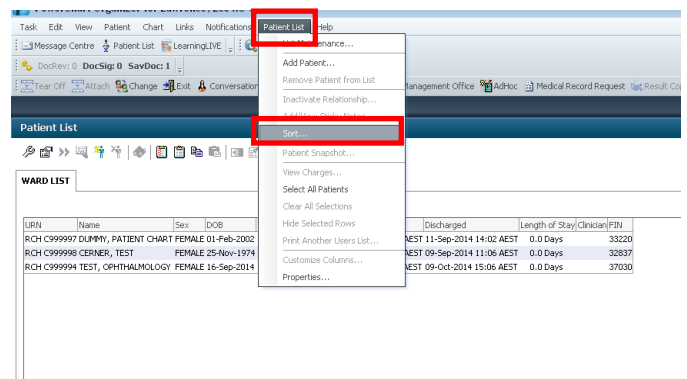 Task Edit View Patient Chart Links Notifications Patient List Help
Message Centre Patient List LearningLIVE
DocRev: 0 DocSig: 0 SavDoc: 1
Tear Off Attach Change Exit Conversation Management Office AdHoc Medical Record Request Result Cop
Add Patient...
Remove Patient from List
Inactivate Relationship...
Sort...
Patient Snapshot...
View Charges...
Select All Patients
Clear All Selections
Hide Selected Rows
Print Another Users List...
Customize Columns...
Properties...
Patient List
WARD LIST
URN Name Sex DOB Discharged Length of Stay Clinician FIN
RCH C999997 DUMMY, PATIENT CHART FEMALE 01-Feb-2002 AEST 11-Sep-2014 14:02 AEST 0.0 Days 33220
RCH C999998 CERNER, TEST FEMALE 25-Nov-1974 AEST 09-Sep-2014 11:06 AEST 0.0 Days 32837
RCH C999994 TEST, OPHTHALMOLOGY FEMALE 16-Sep-2014 AEST 09-Oct-2014 15:06 AEST 0.0 Days 37030